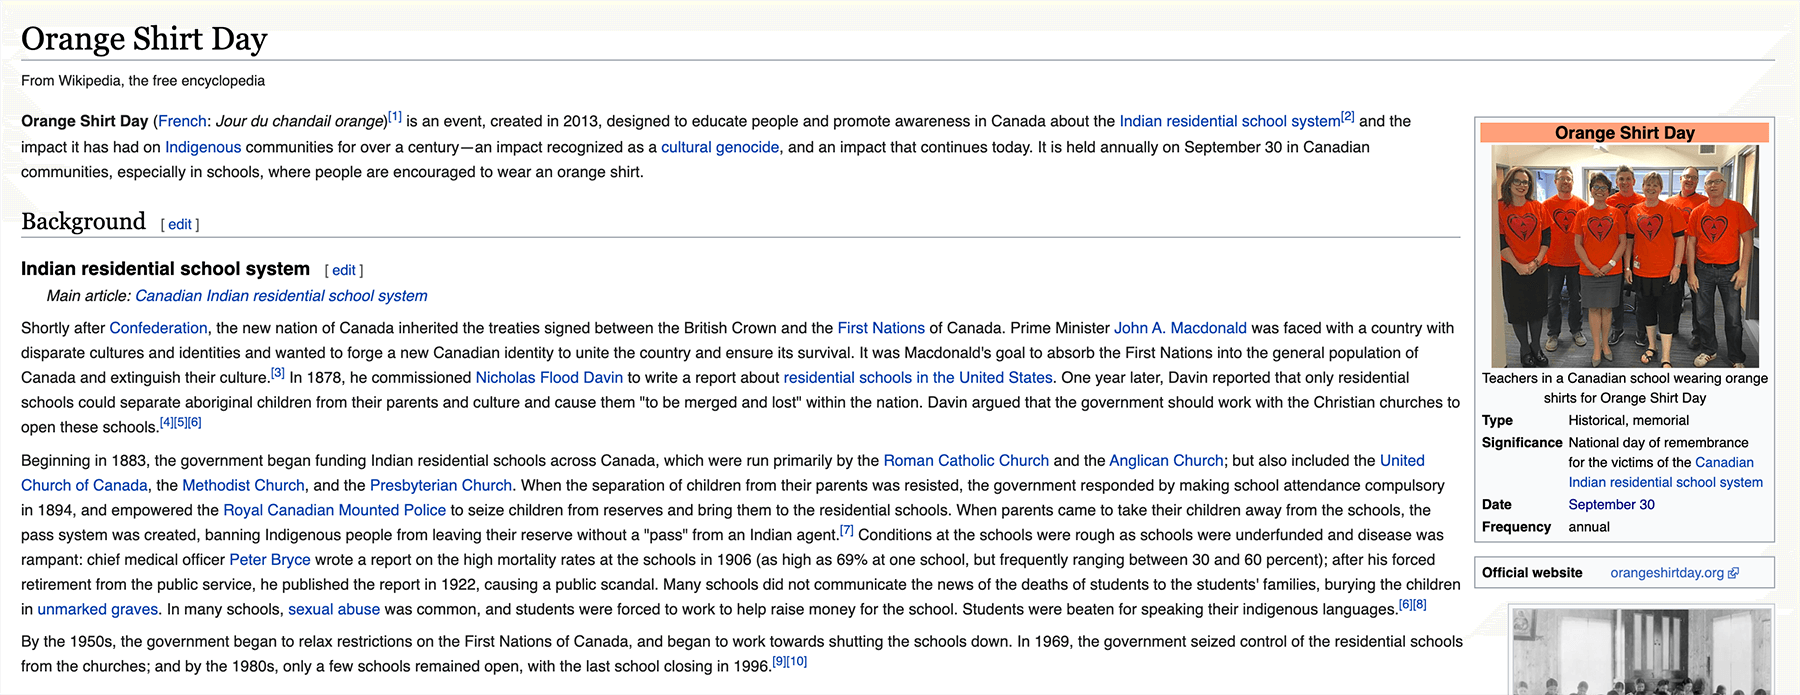 Orange Shirt Day
From Wikipedia, the free encyclopedia
Orange Shirt Day (French: Jour du chandail orange)[1] is an event, created in 2013, designed to educate people and promote awareness in Canada about the Indian residential school system[2] and the
impact it has had on Indigenous communities for over a century—an impact recognized as a cultural genocide, and an impact that continues today. It is held annually on September 30 in Canadian
communities, especially in schools, where people are encouraged to wear an orange shirt.
Background [ edit ]
Indian residential school system [ edit ]
Main article: Canadian Indian residential school system
Shortly after Confederation, the new nation of Canada inherited the treaties signed between the British Crown and the First Nations of Canada. Prime Minister John A. Macdonald was faced with a country with
disparate cultures and identities and wanted to forge a new Canadian identity to unite the country and ensure its survival. It was Macdonald's goal to absorb the First Nations into the general population of
Canada and extinguish their culture.[3] In 1878, he commissioned Nicholas Flood Davin to write a report about residential schools in the United States. One year later, Davin reported that only residential
schools could separate aboriginal children from their parents and culture and cause them "to be merged and lost" within the nation. Davin argued that the government should work with the Christian churches to
open these schools.[4][5][6]
Beginning in 1883, the government began funding Indian residential schools across Canada, which were run primarily by the Roman Catholic Church and the Anglican Church; but also included the United
Church of Canada, the Methodist Church, and the Presbyterian Church. When the separation of children from their parents was resisted, the government responded by making school attendance compulsory
in 1894, and empowered the Royal Canadian Mounted Police to seize children from reserves and bring them to the residential schools. When parents came to take their children away from the schools, the
pass system was created, banning Indigenous people from leaving their reserve without a "pass" from an Indian agent.[7] Conditions at the schools were rough as schools were underfunded and disease was
rampant: chief medical officer Peter Bryce wrote a report on the high mortality rates at the schools in 1906 (as high as 69% at one school, but frequently ranging between 30 and 60 percent); after his forced
retirement from the public service, he published the report in 1922, causing a public scandal. Many schools did not communicate the news of the deaths of students to the students' families, burying the children
in unmarked graves. In many schools, sexual abuse was common, and students were forced to work to help raise money for the school. Students were beaten for speaking their indigenous languages.[6][8]
By the 1950s, the government began to relax restrictions on the First Nations of Canada, and began to work towards shutting the schools down. In 1969, the government seized control of the residential schools
from the churches; and by the 1980s, only a few schools remained open, with the last school closing in 1996.[9][10]
Orange Shirt Day
Teachers in a Canadian school wearing orange
shirts for Orange Shirt Day
Type Historical, memorial
Significance National day of remembrance
for the victims of the Canadian
Indian residential school system
Date September 30
Frequency annual
Official website orangeshirtday.org